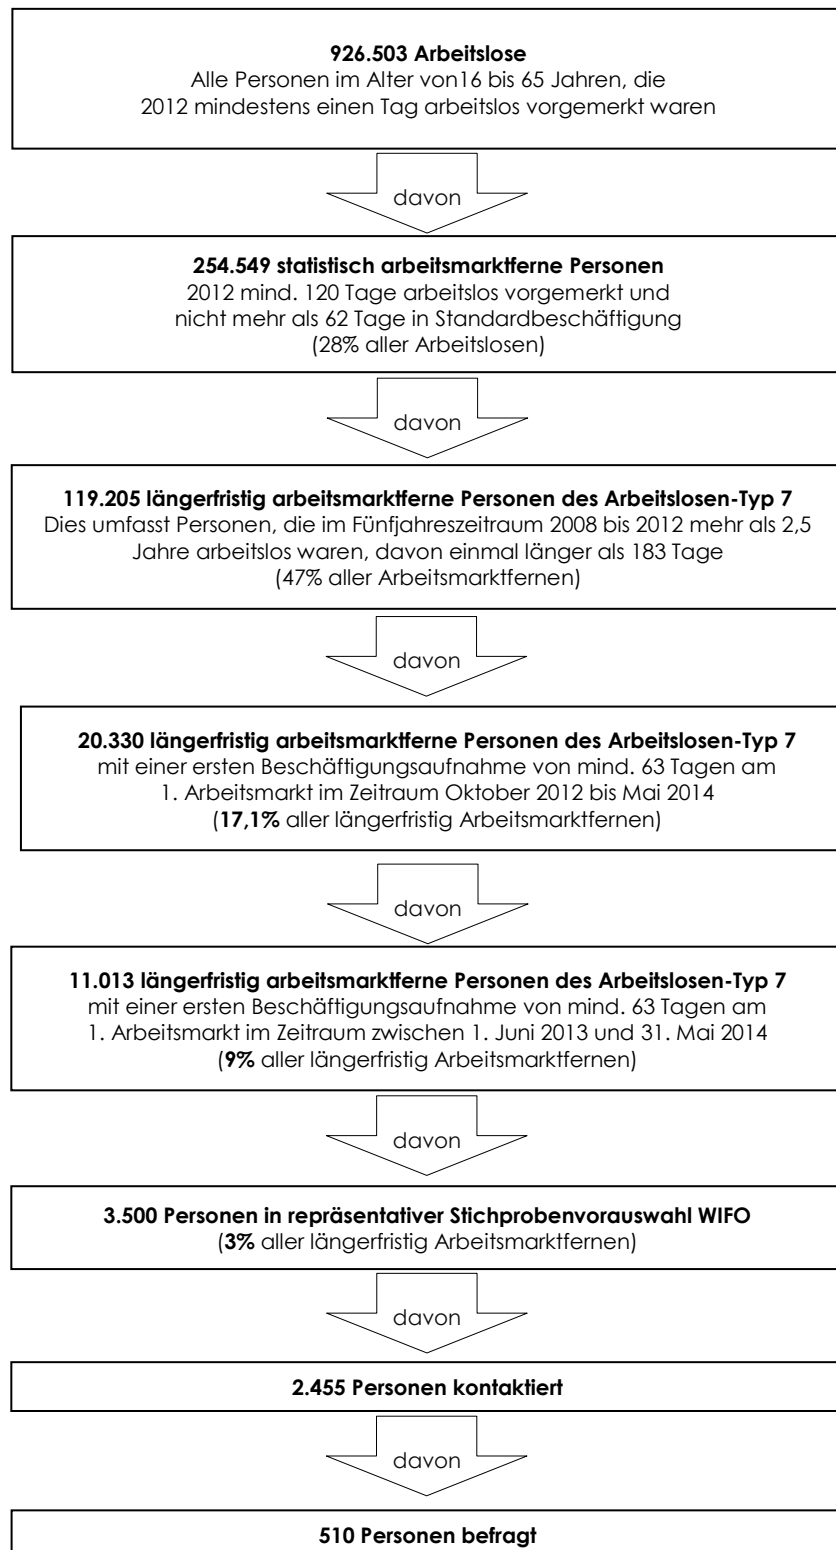 926.503 Arbeitslose
Alle Personen im Alter von16 bis 65 Jahren, die
2012 mindestens einen Tag arbeitslos vorgemerkt waren
davon
254.549 statistisch arbeitsmarktferne Personen
2012 mind. 120 Tage arbeitslos vorgemerkt und
nicht mehr als 62 Tage in Standardbeschäftigung
(28% aller Arbeitslosen)
davon
119.205 längerfristig arbeitsmarktferne Personen des Arbeitslosen-Typ 7
Dies umfasst Personen, die im Fünfjahreszeitraum 2008 bis 2012 mehr als 2,5
Jahre arbeitslos waren, davon einmal länger als 183 Tage
(47% aller Arbeitsmarktfernen)
davon
20.330 längerfristig arbeitsmarktferne Personen des Arbeitslosen-Typ 7
mit einer ersten Beschäftigungsaufnahme von mind. 63 Tagen am
1. Arbeitsmarkt im Zeitraum Oktober 2012 bis Mai 2014
(17,1% aller längerfristig Arbeitsmarktfernen)
davon
11.013 längerfristig arbeitsmarktferne Personen des Arbeitslosen-Typ 7
mit einer ersten Beschäftigungsaufnahme von mind. 63 Tagen am
1. Arbeitsmarkt im Zeitraum zwischen 1. Juni 2013 und 31. Mai 2014
(9% aller längerfristig Arbeitsmarktfernen)
davon
3.500 Personen in repräsentativer Stichprobenvorauswahl WIFO
(3% aller längerfristig Arbeitsmarktfernen)
davon
2.455 Personen kontaktiert
davon
510 Personen befragt